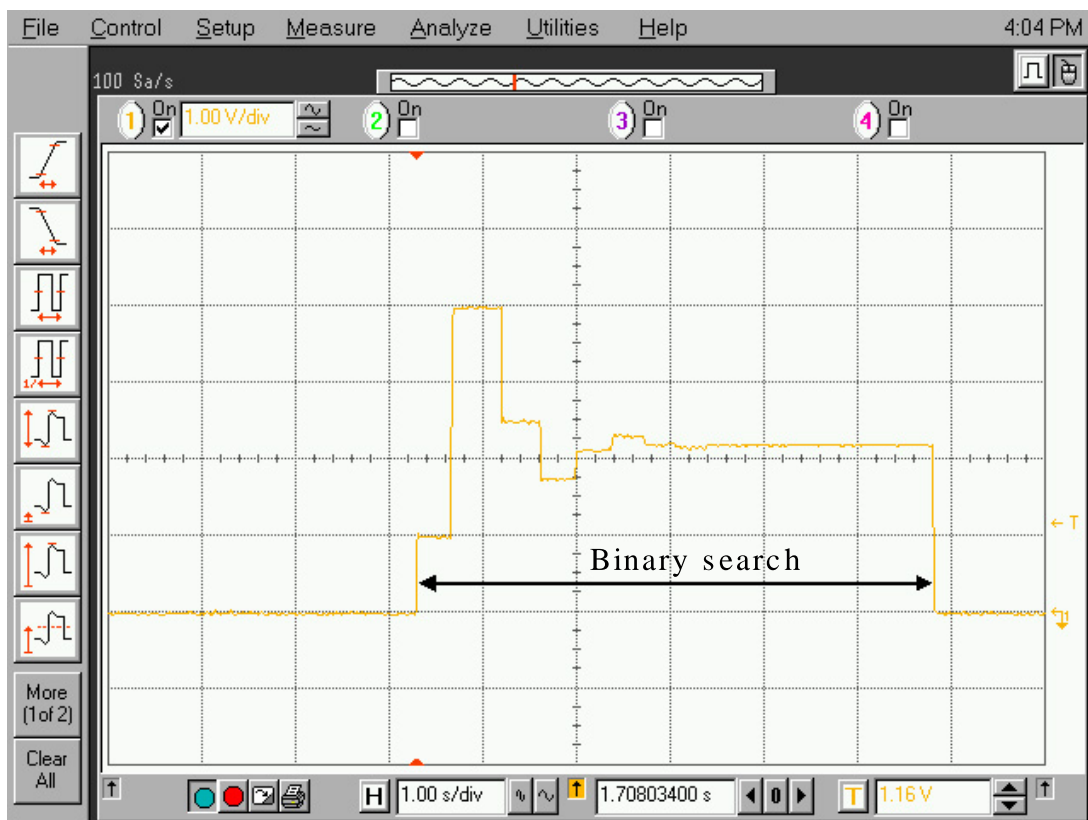 File Control Setup Measure Analyze Utilities Help 4:04 PM
100 Sa/s
1 On 1.00 V/div 2 On 3 On 4 On
1/
T
Binary search
More
(1 of 2)
Clear
All
H 1.00 s/div 1.70803400 s 0 T 1.16 V